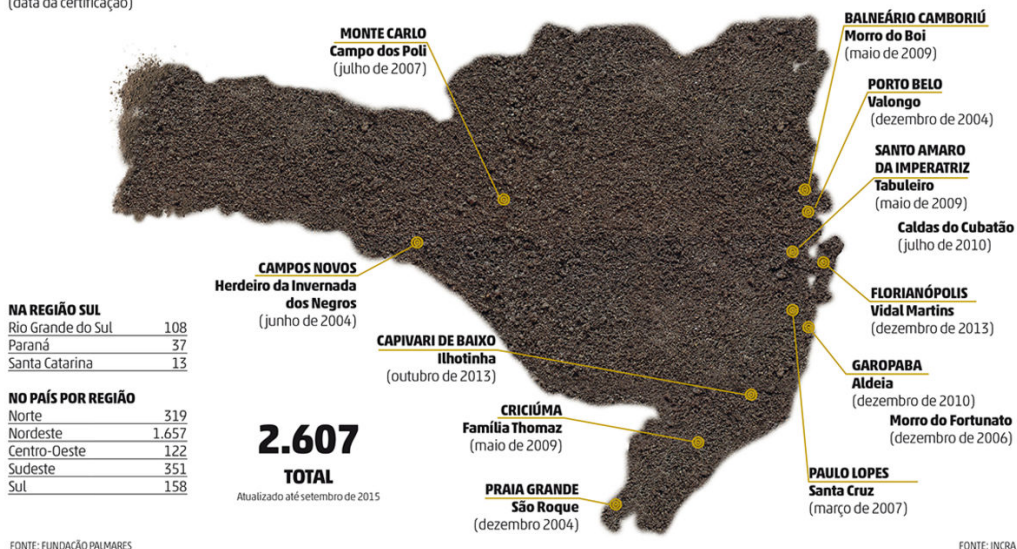 (data da certificação)
MONTE CARLO
Campo dos Poli
(julho de 2007)
BALNEÁRIO CAMBORIÚ
Morro do Boi
(maio de 2009)
PORTO BELO
Valongo
(dezembro de 2004)
SANTO AMARO
DA IMPERATRIZ
Tabuleiro
(maio de 2009)
Caldas do Cubatão
(julho de 2010)
CAMPOS NOVOS
Herdeiro da Invernada
dos Negros
(junho de 2004)
FLORIANÓPOLIS
Vidal Martins
(dezembro de 2013)
CAPIVARI DE BAIXO
Ilhotinha
(outubro de 2013)
GAROPABA
Aldeia
(dezembro de 2010)
Morro do Fortunato
(dezembro de 2006)
CRICIÚMA
Família Thomaz
(maio de 2009)
PAULO LOPES
Santa Cruz
(março de 2007)
PRAIA GRANDE
São Roque
(dezembro 2004)
NA REGIÃO SUL
Rio Grande do Sul 108
Paraná 37
Santa Catarina 13
NO PAÍS POR REGIÃO
Norte 319
Nordeste 1.657
Centro-Oeste 122
Sudeste 351
Sul 158
2.607
TOTAL
Atualizado até setembro de 2015
FONTE: FUNDAÇÃO PALMARES
FONTE: INCRA